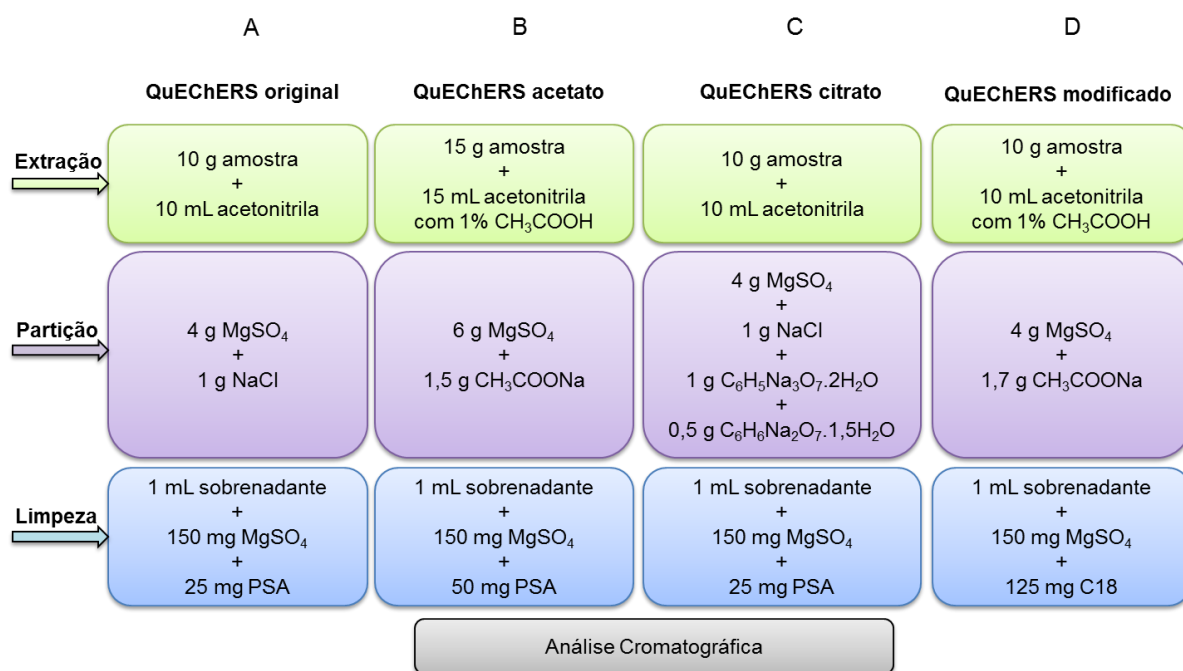 A
B
C
D
QuEChERS original
QuEChERS acetato
QuEChERS citrato
QuEChERS modificado
Extração
10 g amostra
+
10 mL acetonitrila
15 g amostra
+
15 mL acetonitrila
com 1% CH₃COOH
10 g amostra
+
10 mL acetonitrila
10 g amostra
+
10 mL acetonitrila
com 1% CH₃COOH
Partição
4 g MgSO₄
+
1 g NaCl
6 g MgSO₄
+
1,5 g CH₃COONa
4 g MgSO₄
+
1 g NaCl
+
1 g C₆H₅Na₃O₇.2H₂O
+
0,5 g C₆H₆Na₂O₇.1,5H₂O
4 g MgSO₄
+
1,7 g CH₃COONa
Limpeza
1 mL sobrenadante
+
150 mg MgSO₄
+
25 mg PSA
1 mL sobrenadante
+
150 mg MgSO₄
+
50 mg PSA
1 mL sobrenadante
+
150 mg MgSO₄
+
25 mg PSA
1 mL sobrenadante
+
150 mg MgSO₄
+
125 mg C18
Análise Cromatográfica